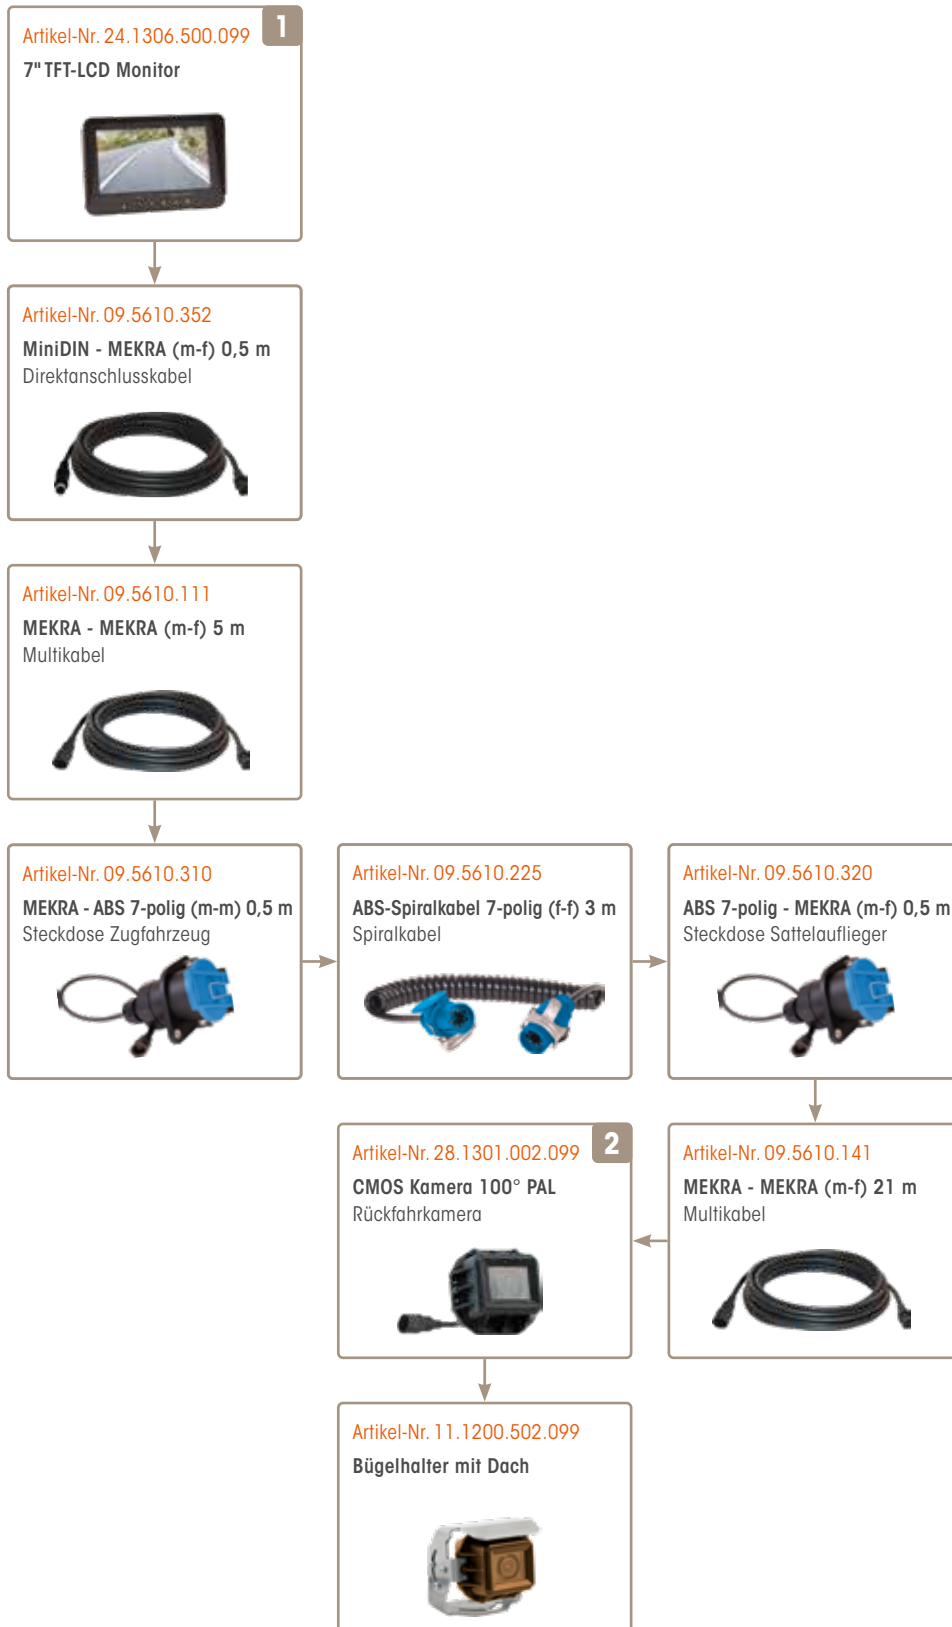 1
Artikel-Nr. 24.1306.500.099
7" TFT-LCD Monitor
Artikel-Nr. 09.5610.352
MiniDIN - MEKRA (m-f) 0,5 m
Direktanschlusskabel
Artikel-Nr. 09.5610.111
MEKRA - MEKRA (m-f) 5 m
Multikabel
Artikel-Nr. 09.5610.310
MEKRA - ABS 7-polig (m-m) 0,5 m
Steckdose Zugfahrzeug
Artikel-Nr. 09.5610.225
ABS-Spiralkabel 7-polig (f-f) 3 m
Spiralkabel
Artikel-Nr. 09.5610.320
ABS 7-polig - MEKRA (m-f) 0,5 m
Steckdose Sattelauflieger
2
Artikel-Nr. 28.1301.002.099
CMOS Kamera 100° PAL
Rückfahrkamera
Artikel-Nr. 09.5610.141
MEKRA - MEKRA (m-f) 21 m
Multikabel
Artikel-Nr. 11.1200.502.099
Bügelhalter mit Dach